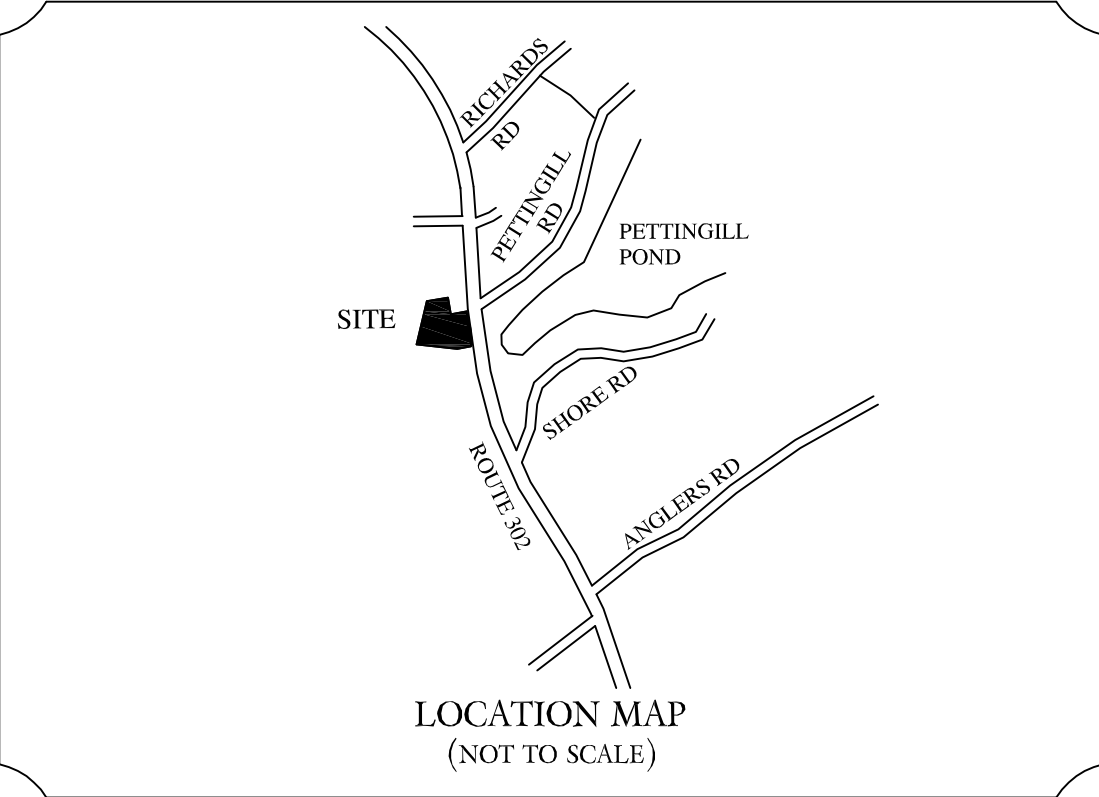 RICHARDS
RD
PETTINGILL
RD
PETTINGILL
POND
SITE
SHORE RD
ROUTE 302
ANGLERS RD
LOCATION MAP
(NOT TO SCALE)